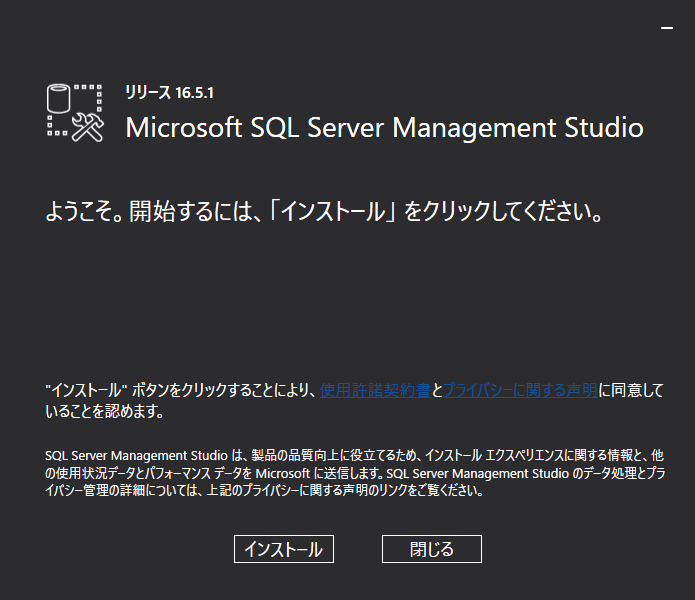 リリース 16.5.1
Microsoft SQL Server Management Studio
ようこそ。開始するには、「インストール」をクリックしてください。
"インストール" ボタンをクリックすることにより、使用許諾契約書とプライバシーに関する声明に同意して
いることを認めます。
SQL Server Management Studio は、製品の品質向上に役立てるため、インストール エクスペリエンスに関する情報と、他
の使用状況データとパフォーマンス データを Microsoft に送信します。SQL Server Management Studio のデータ処理とプラ
イバシー管理の詳細については、上記のプライバシーに関する声明のリンクをご覧ください。
インストール
閉じる